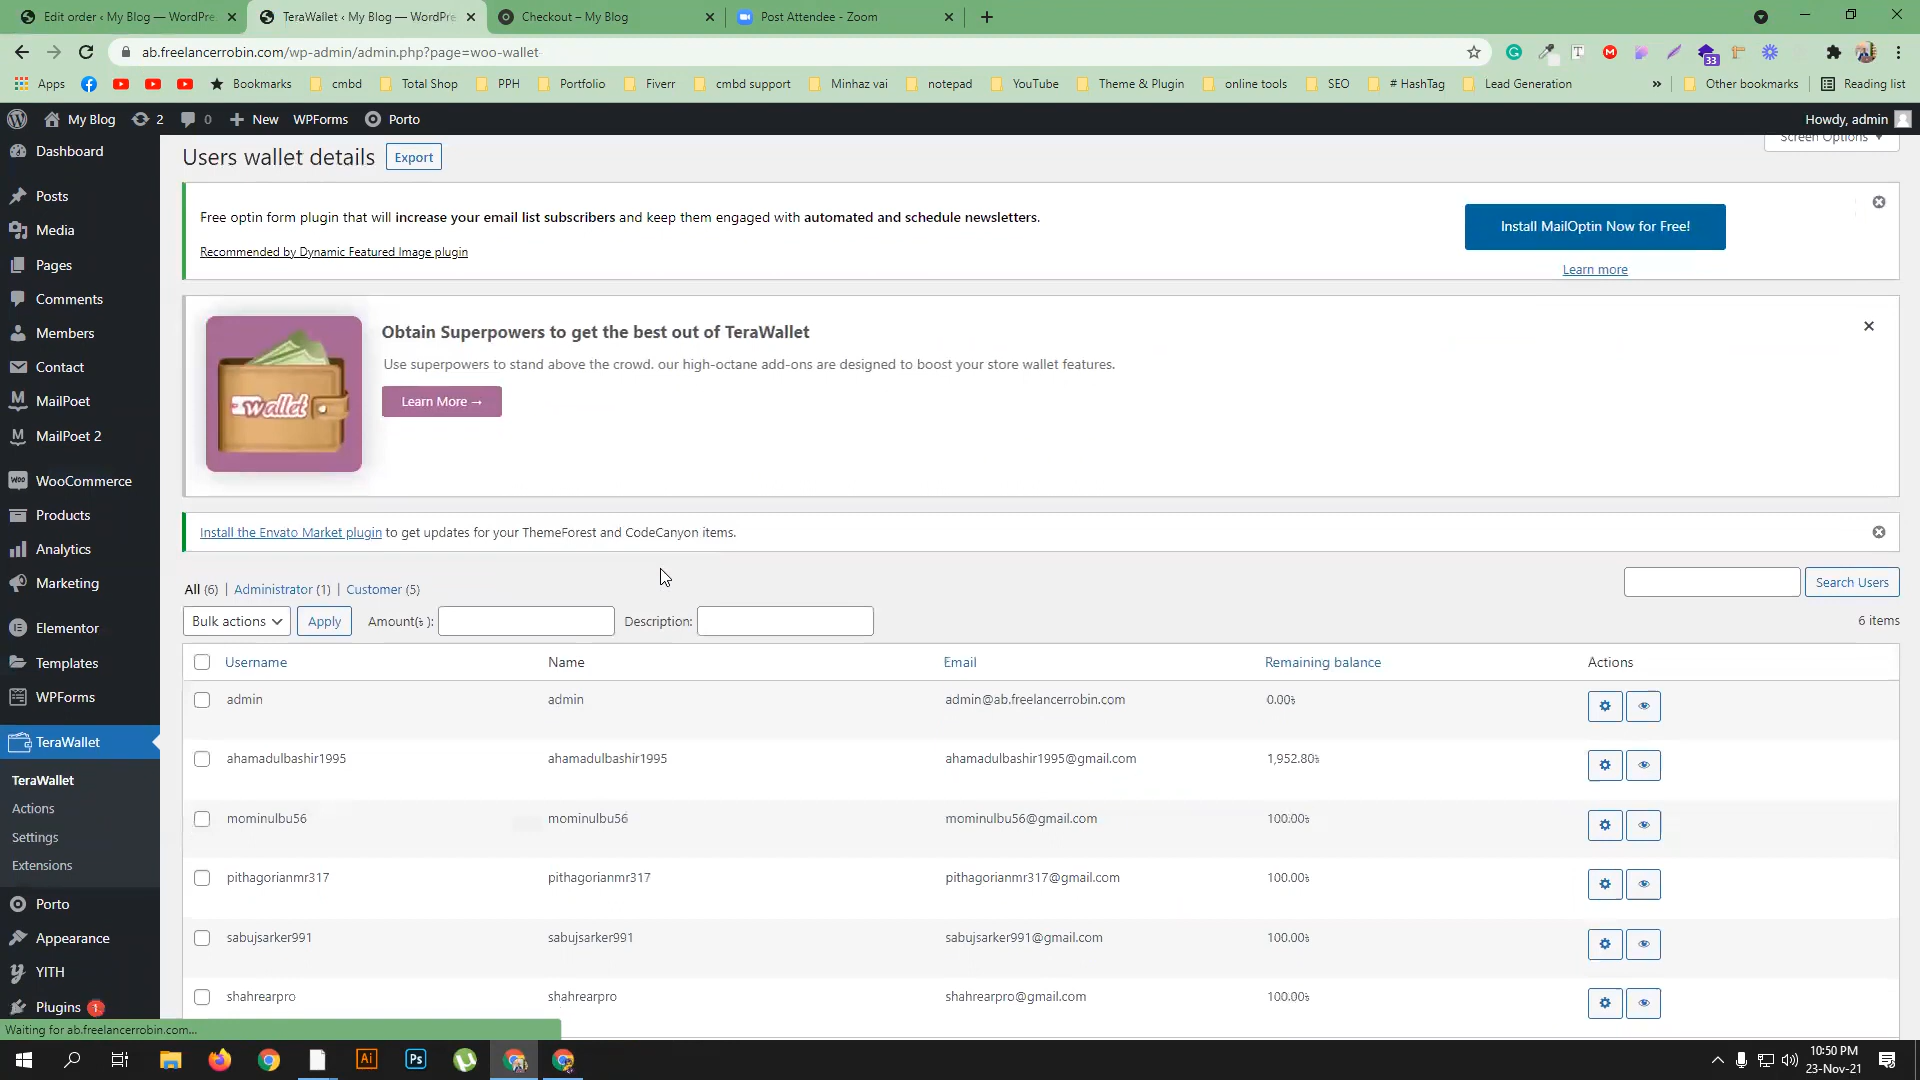 Edit order ‹ My Blog — WordPre
TeraWallet ‹ My Blog — WordPre
Checkout – My Blog
Post Attendee - Zoom
ab.freelancerrobin.com/wp-admin/admin.php?page=woo-wallet
33
Apps
Bookmarks
cmbd
Total Shop
PPH
Portfolio
Fiverr
cmbd support
Minhaz vai
notepad
YouTube
Theme & Plugin
online tools
SEO
# HashTag
Lead Generation
»
Other bookmarks
Reading list
My Blog
2
0
New
WPForms
Porto
Howdy, admin
Dashboard
Posts
Media
Pages
Comments
Members
Contact
MailPoet
MailPoet 2
WooCommerce
Products
Analytics
Marketing
Elementor
Templates
WPForms
TeraWallet
TeraWallet
Actions
Settings
Extensions
Porto
Appearance
YITH
Plugins 1
Waiting for ab.freelancerrobin.com...
Screen Options
Users wallet details Export
Free optin form plugin that will increase your email list subscribers and keep them engaged with automated and schedule newsletters.
Recommended by Dynamic Featured Image plugin
Install MailOptin Now for Free!
Learn more
wallet
Obtain Superpowers to get the best out of TeraWallet
Use superpowers to stand above the crowd. our high-octane add-ons are designed to boost your store wallet features.
Learn More →
Install the Envato Market plugin to get updates for your ThemeForest and CodeCanyon items.
All (6) | Administrator (1) | Customer (5)
Search Users
Bulk actions Apply Amount(৳ ): Description:
6 items
Username Name Email Remaining balance Actions
admin admin admin@ab.freelancerrobin.com 0.00৳
ahamadulbashir1995 ahamadulbashir1995 ahamadulbashir1995@gmail.com 1,952.80৳
mominulbu56 mominulbu56 mominulbu56@gmail.com 100.00৳
pithagorianmr317 pithagorianmr317 pithagorianmr317@gmail.com 100.00৳
sabujsarker991 sabujsarker991 sabujsarker991@gmail.com 100.00৳
shahrearpro shahrearpro shahrearpro@gmail.com 100.00৳
10:50 PM
23-Nov-21